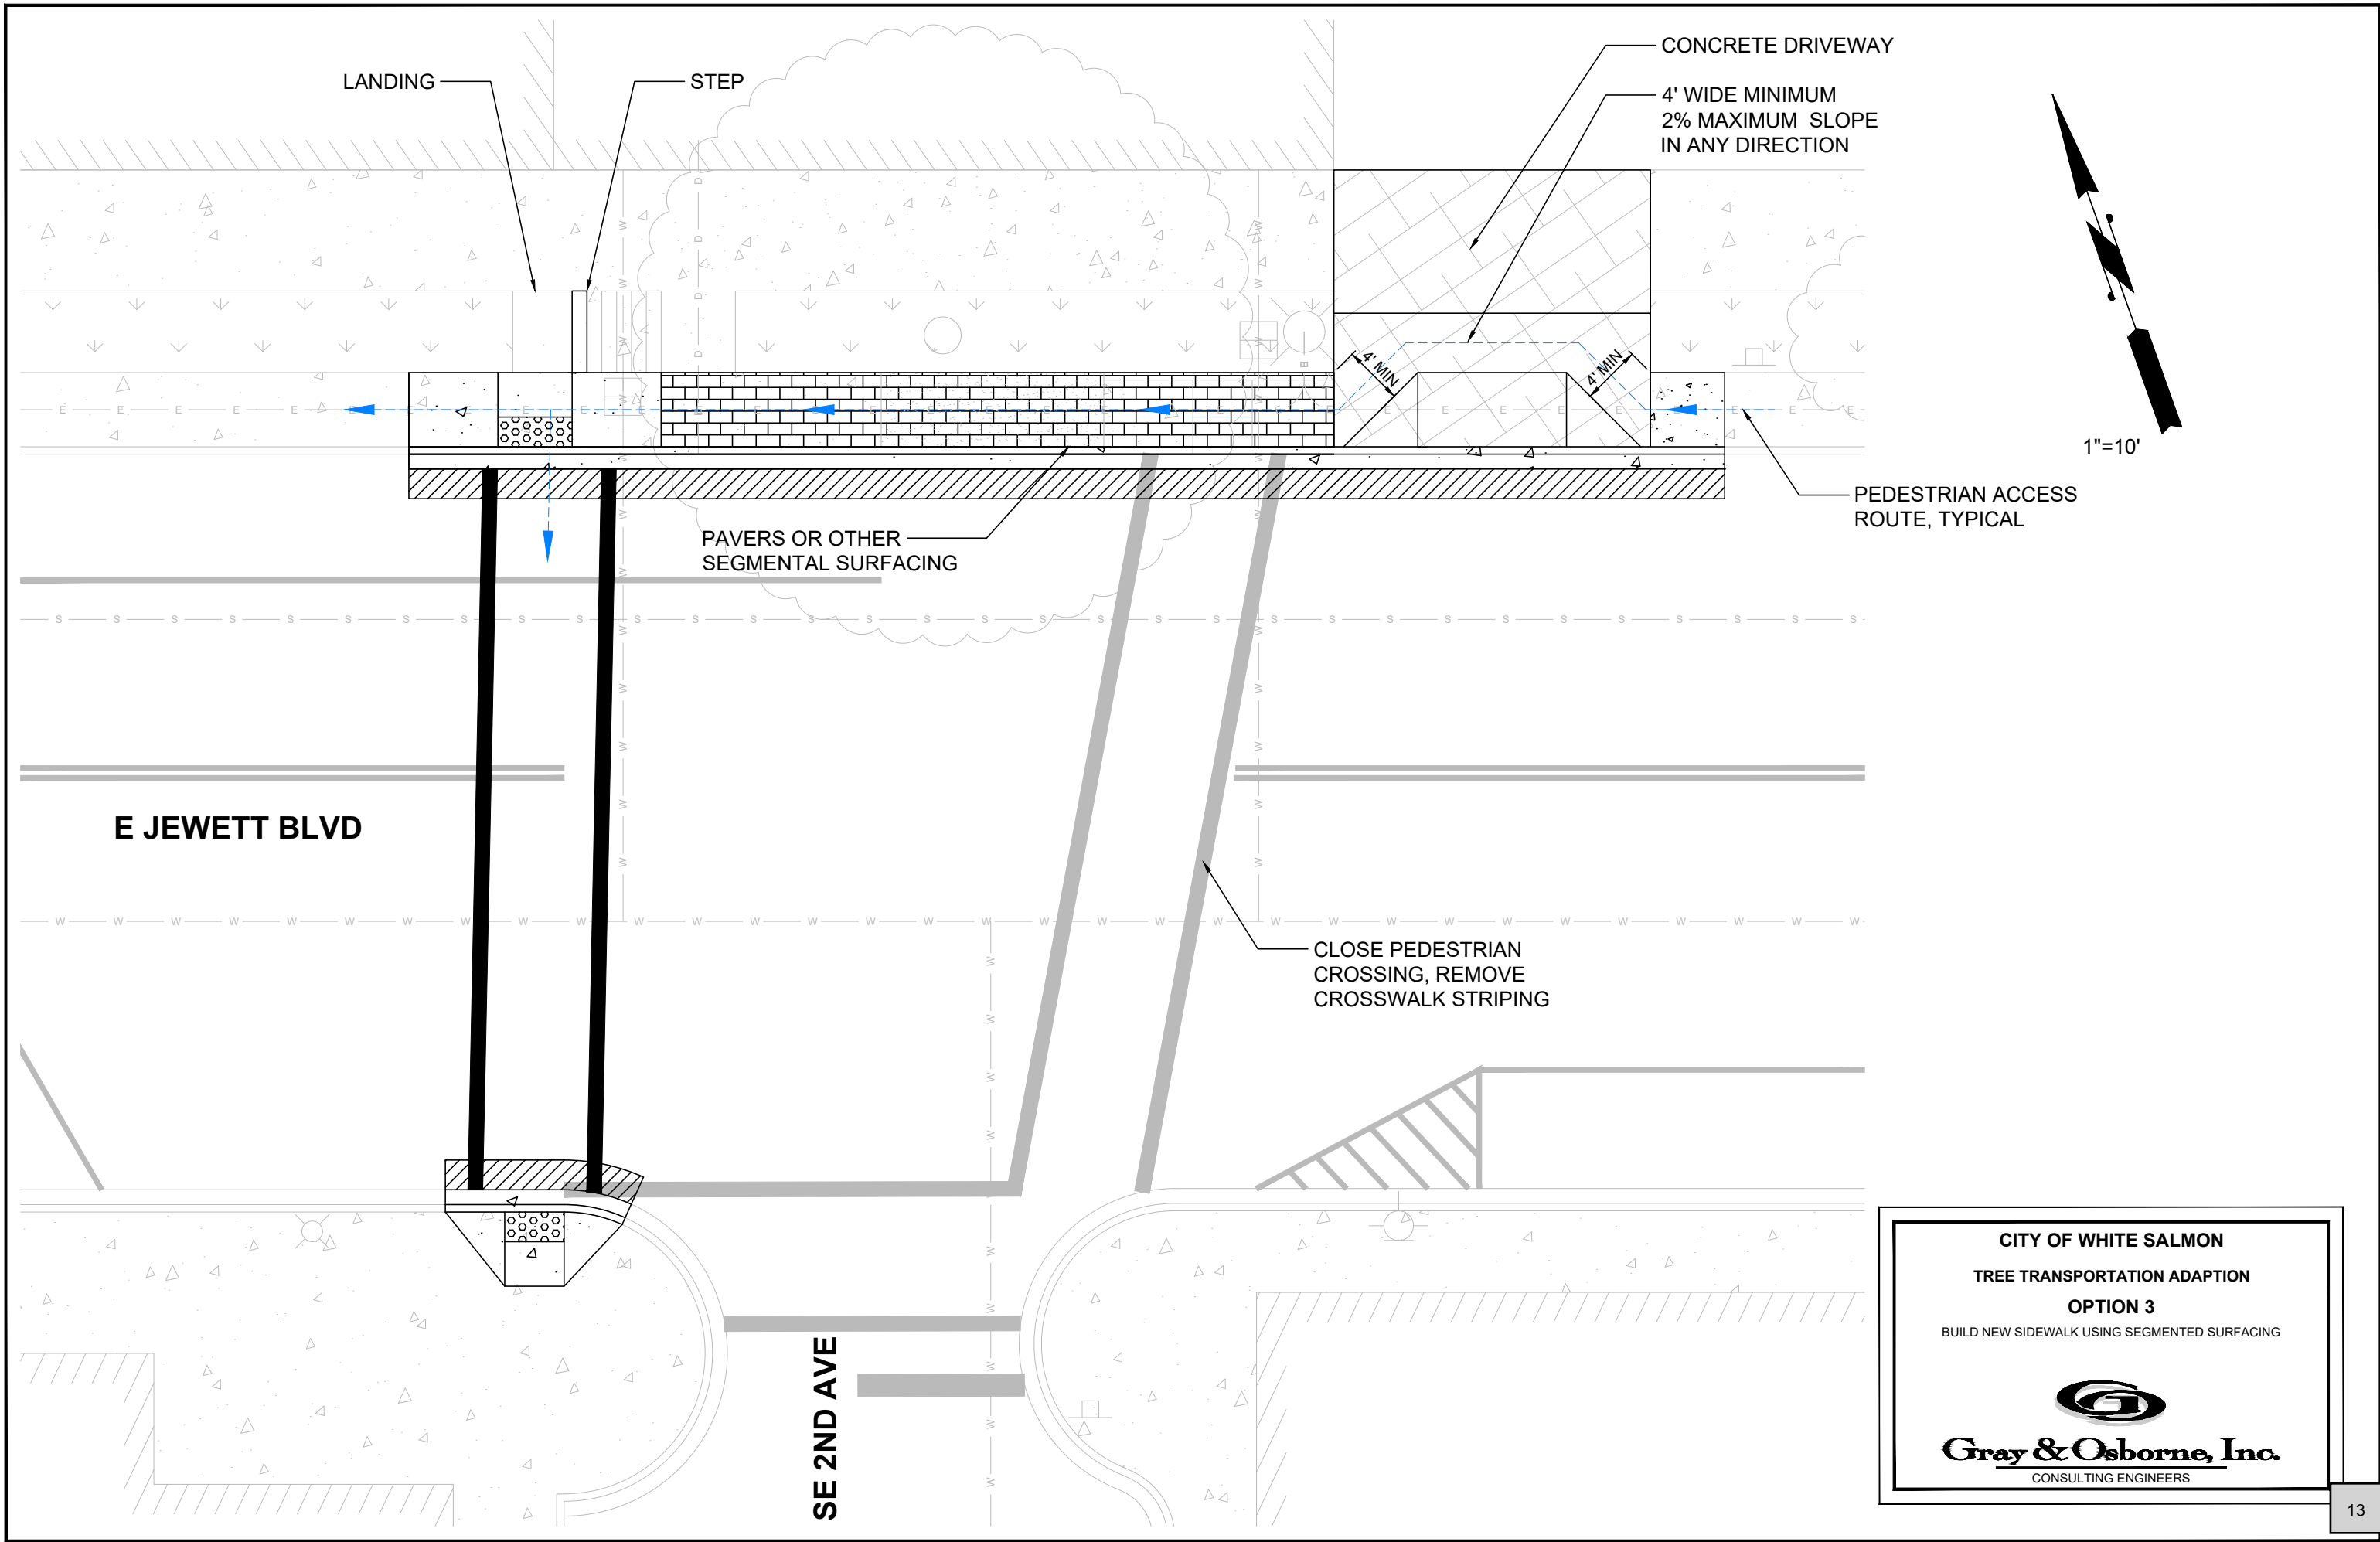 LANDING
STEP
CONCRETE DRIVEWAY
4' WIDE MINIMUM
2% MAXIMUM SLOPE
IN ANY DIRECTION
4' MIN
4' MIN
1"=10'
PEDESTRIAN ACCESS
ROUTE, TYPICAL
PAVERS OR OTHER
SEGMENTAL SURFACING
E JEWETT BLVD
CLOSE PEDESTRIAN
CROSSING, REMOVE
CROSSWALK STRIPING
SE 2ND AVE
CITY OF WHITE SALMON
TREE TRANSPORTATION ADAPTION
OPTION 3
BUILD NEW SIDEWALK USING SEGMENTED SURFACING
G
Gray & Osborne, Inc.
CONSULTING ENGINEERS
13